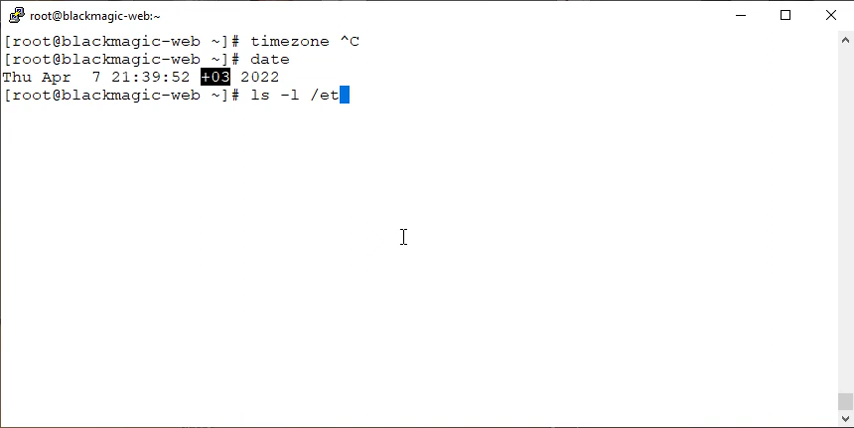 root@blackmagic-web:~
[root@blackmagic-web ~]# timezone ^C
[root@blackmagic-web ~]# date
Thu Apr  7 21:39:52 +03 2022
[root@blackmagic-web ~]# ls -l /et